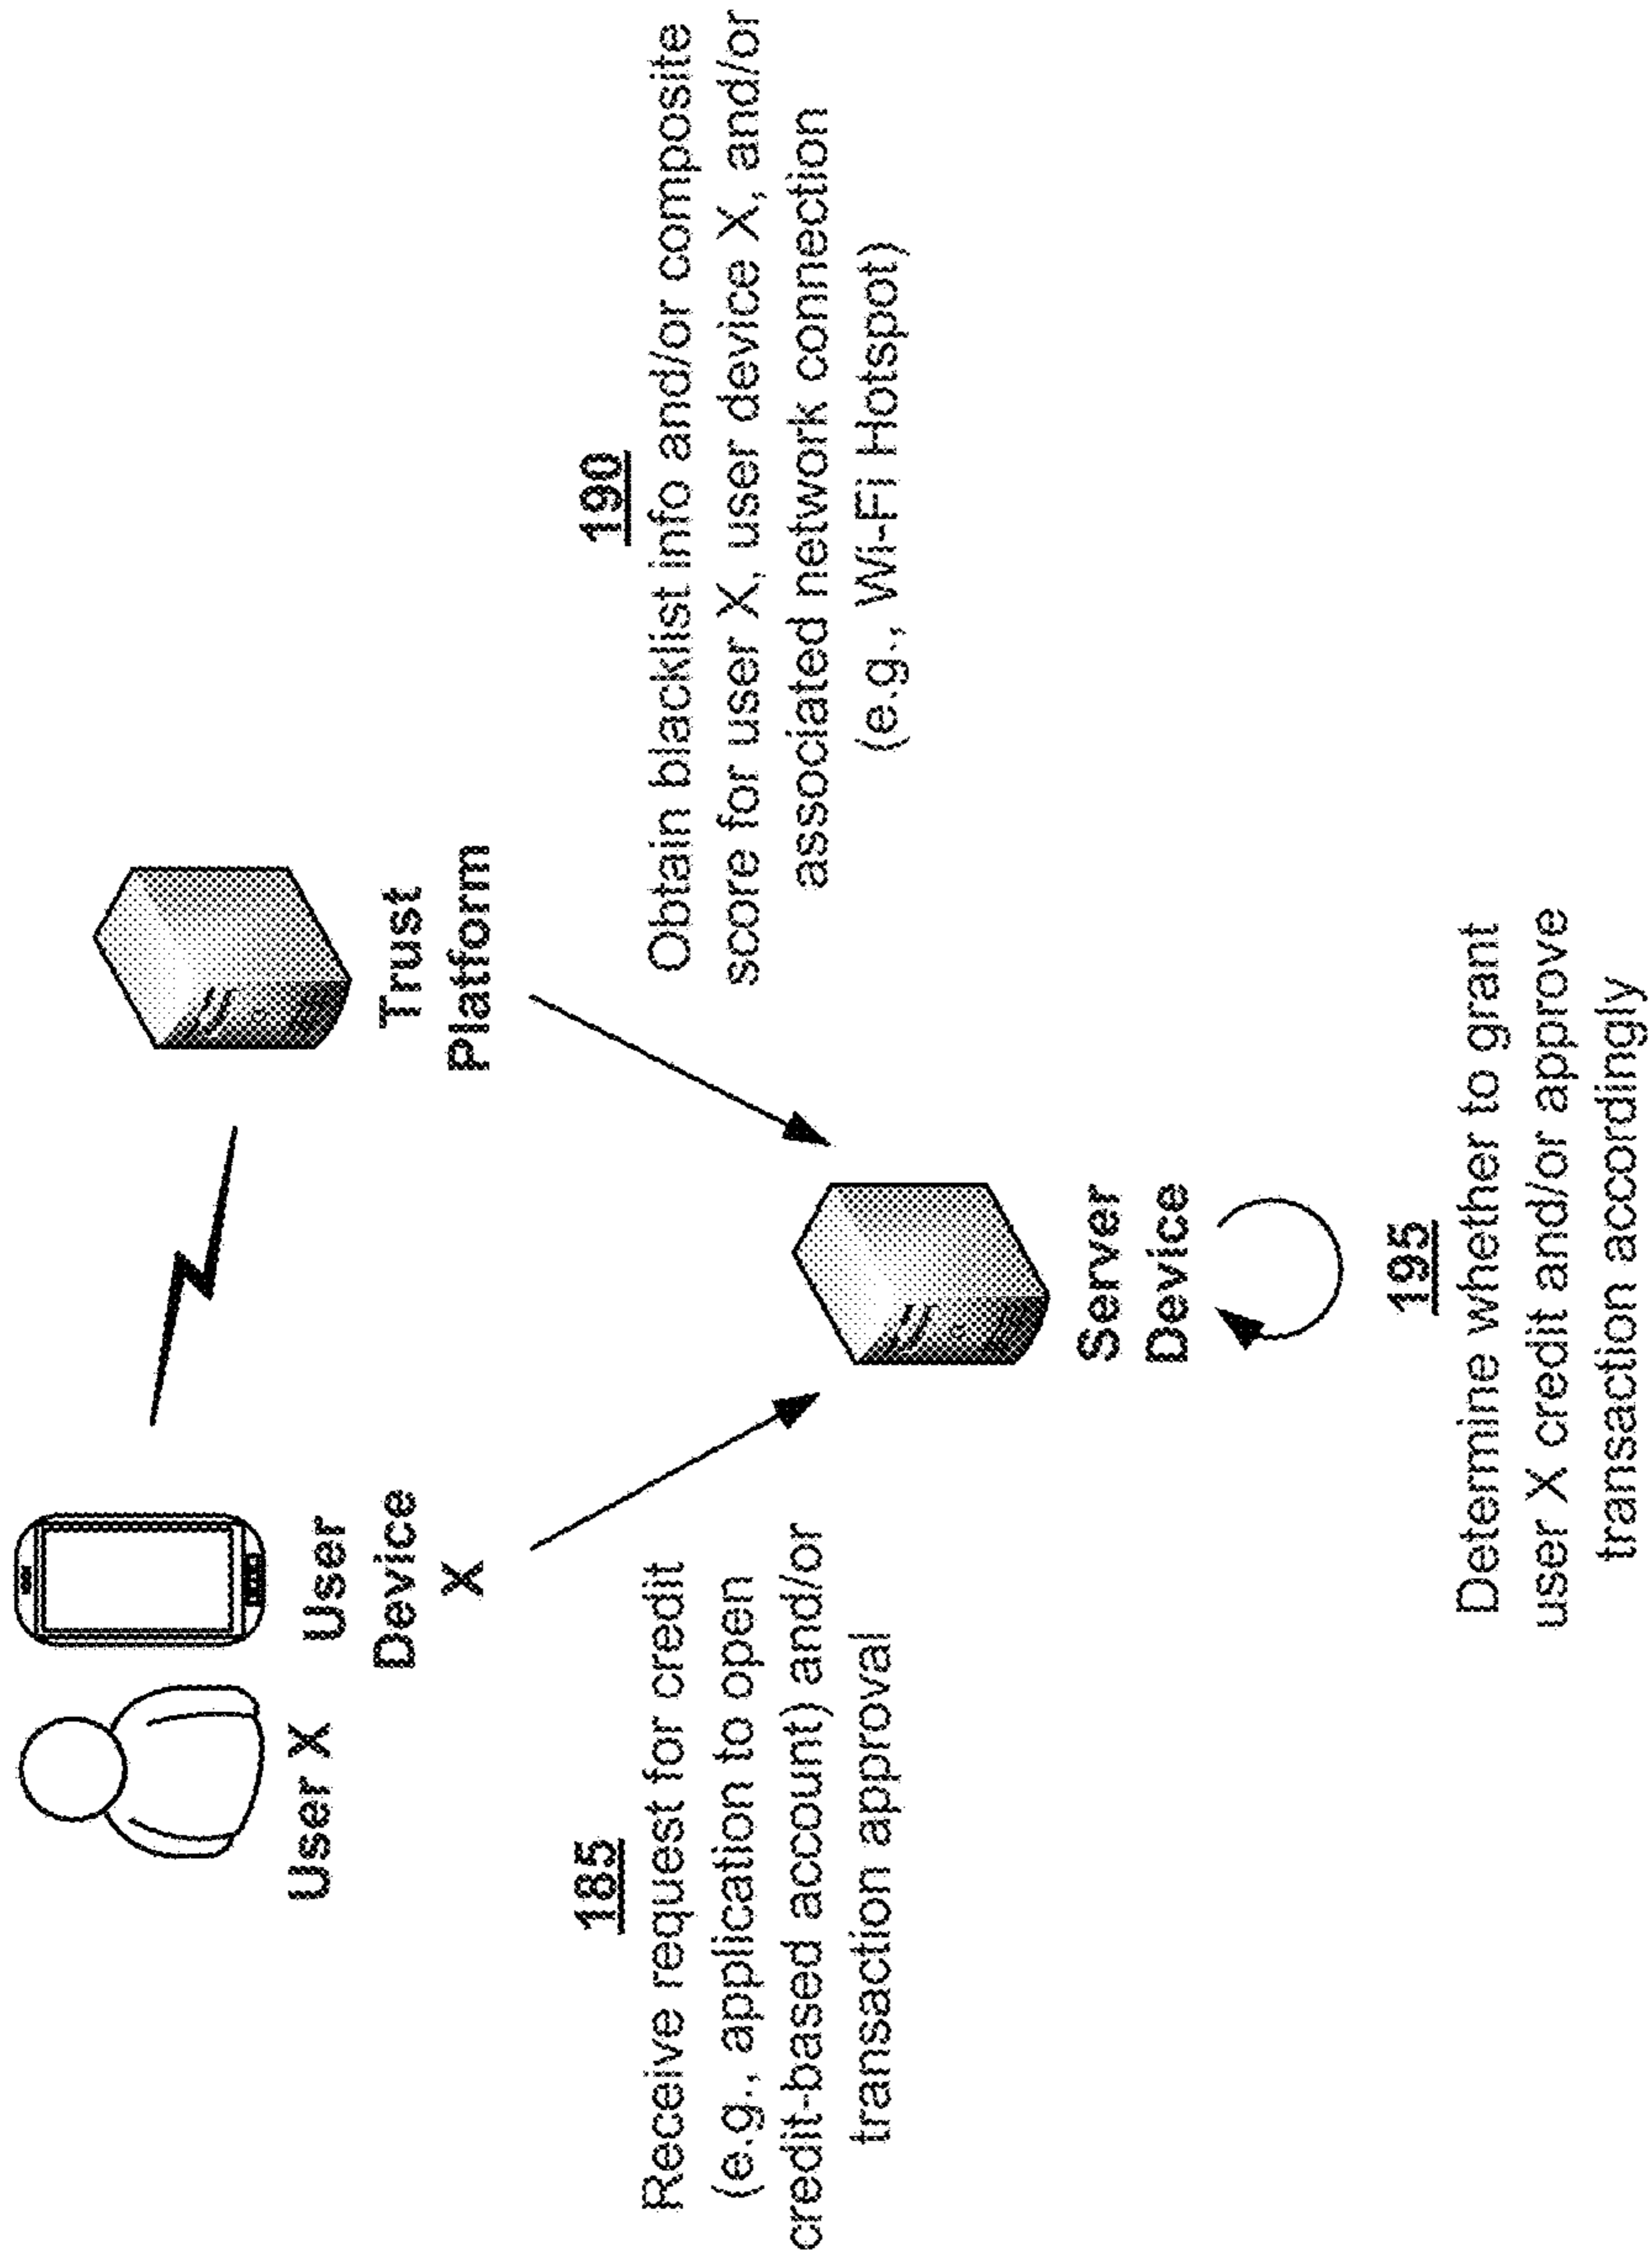 User X
User
Device
X
Trust
Platform
185
Receive request for credit
(e.g., application to open
credit-based account) and/or
transaction approval
190
Obtain blacklist info and/or composite
score for user X, user device X, and/or
associated network connection
(e.g., Wi-Fi Hotspot)
Server
Device
195
Determine whether to grant
user X credit and/or approve
transaction accordingly